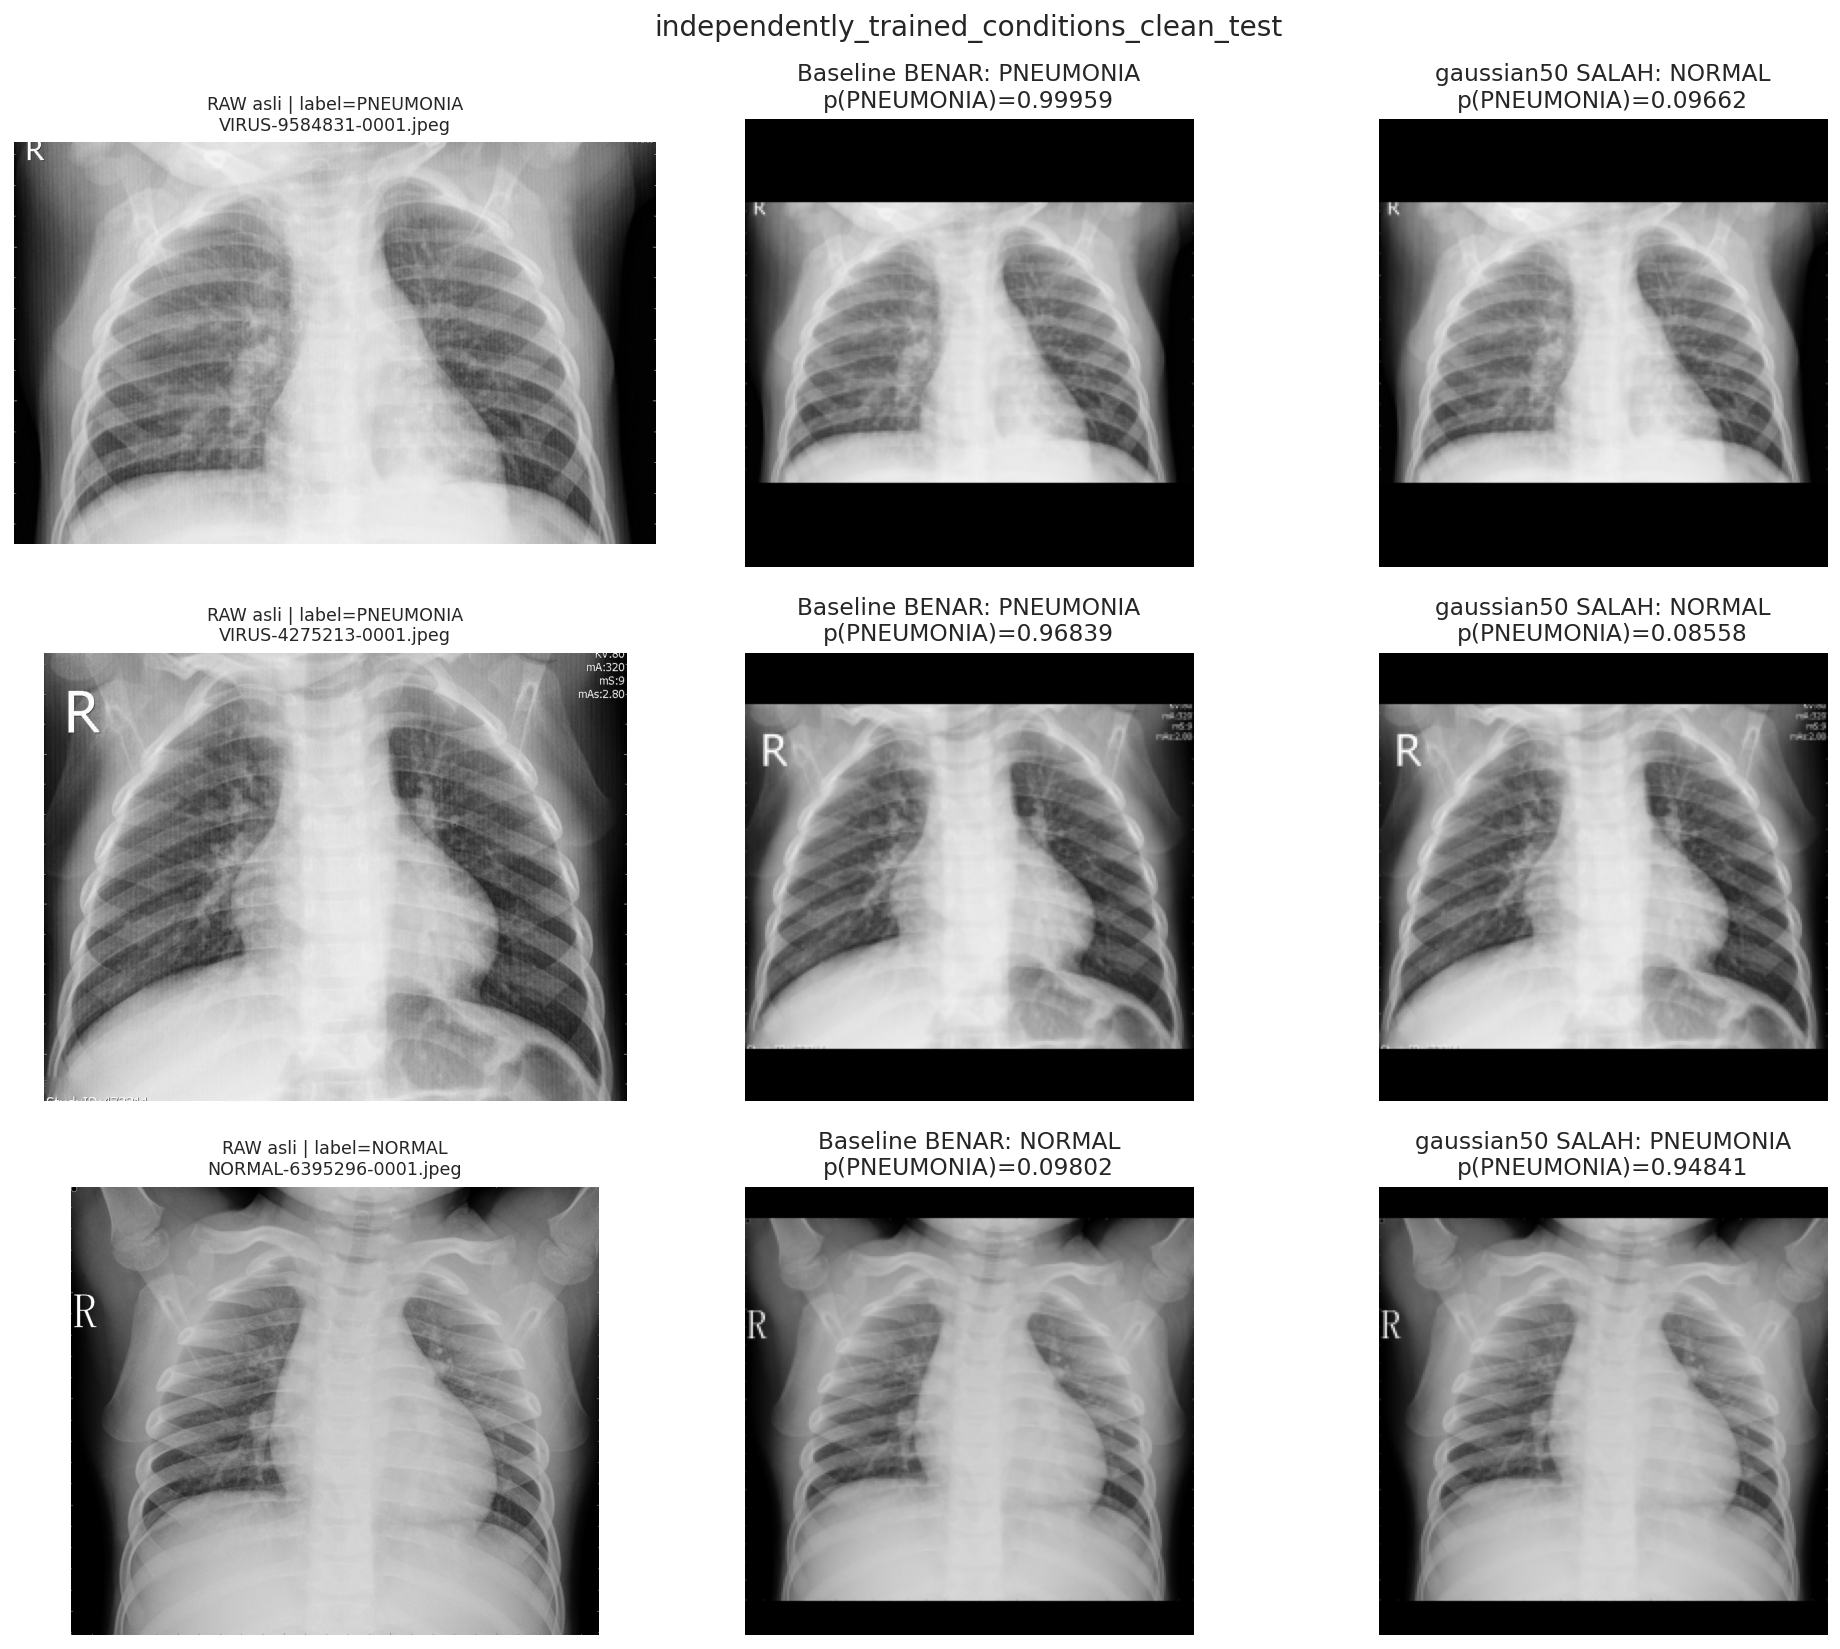 independently_trained_conditions_clean_test
RAW asli | label=PNEUMONIA
VIRUS-9584831-0001.jpeg
Baseline BENAR: PNEUMONIA
p(PNEUMONIA)=0.99959
gaussian50 SALAH: NORMAL
p(PNEUMONIA)=0.09662
R
R
R
RAW asli | label=PNEUMONIA
VIRUS-4275213-0001.jpeg
Baseline BENAR: PNEUMONIA
p(PNEUMONIA)=0.96839
gaussian50 SALAH: NORMAL
p(PNEUMONIA)=0.08558
R
KV:80
mA:320
mS:9
mAs:2.80
R
R
RAW asli | label=NORMAL
NORMAL-6395296-0001.jpeg
Baseline BENAR: NORMAL
p(PNEUMONIA)=0.09802
gaussian50 SALAH: PNEUMONIA
p(PNEUMONIA)=0.94841
R
R
R